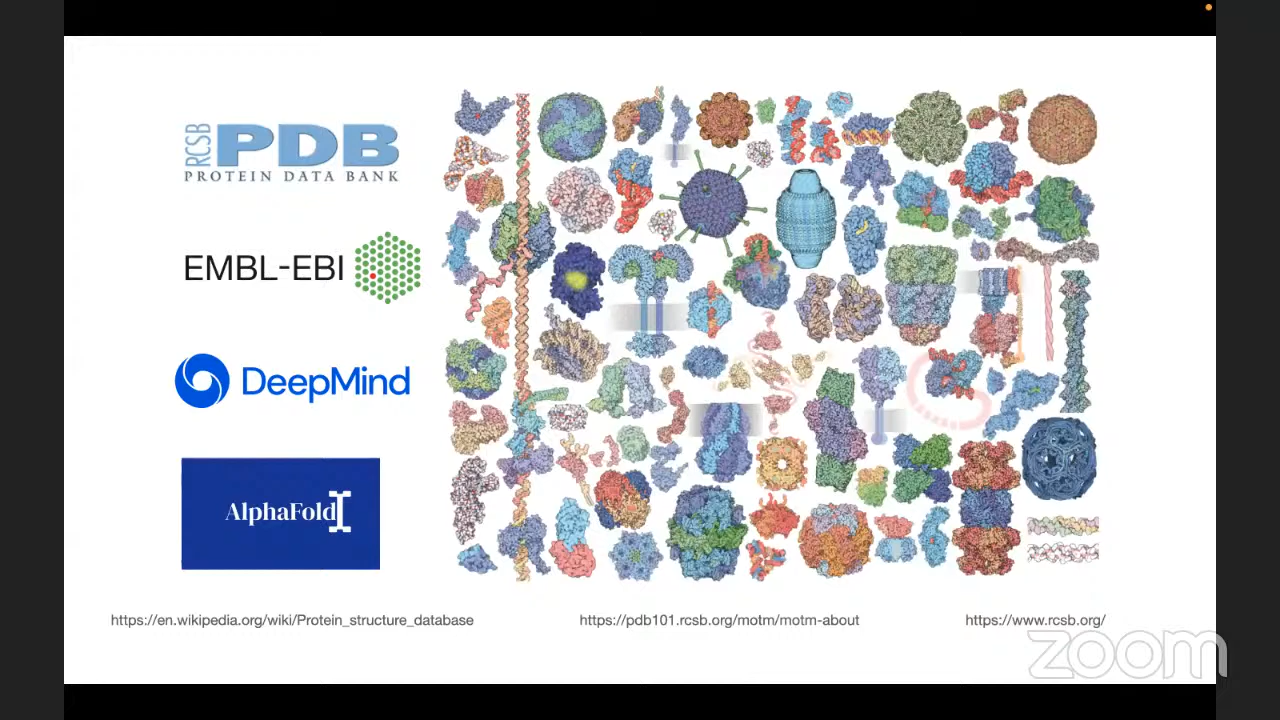 RCSB
PDB
PROTEIN DATA BANK
EMBL-EBI
DeepMind
AlphaFold
https://en.wikipedia.org/wiki/Protein_structure_database
https://pdb101.rcsb.org/motm/motm-about
https://www.rcsb.org/
zoom